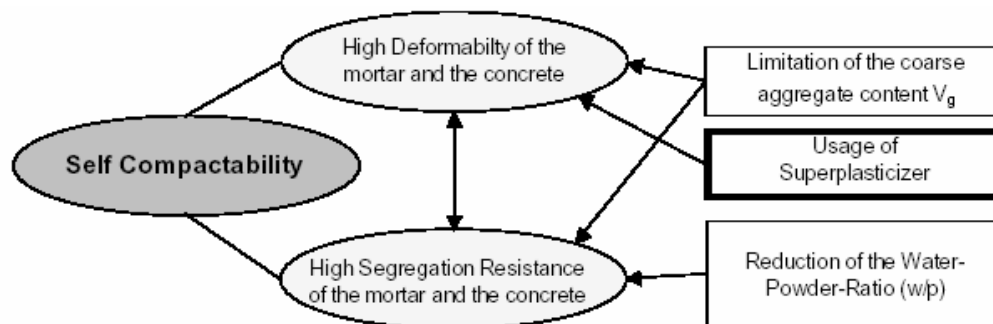 High Deformabilty of the
mortar and the concrete
Limitation of the coarse
aggregate content Vg
Self Compactability
Usage of
Superplasticizer
High Segregation Resistance
of the mortar and the concrete
Reduction of the Water-
Powder-Ratio (w/p)